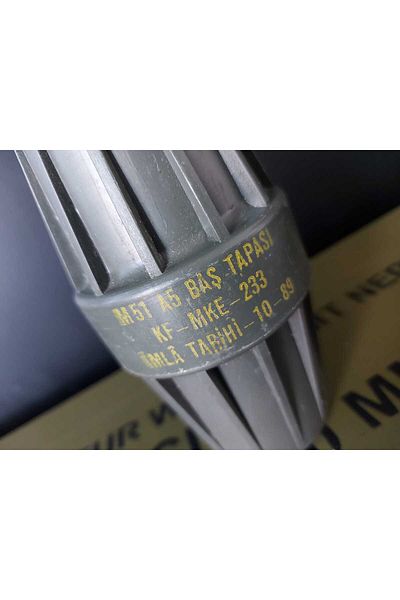 M51 A5 BAŞ TAPASI
KF-MKE-233
İMLÂ TARİHİ-10-89